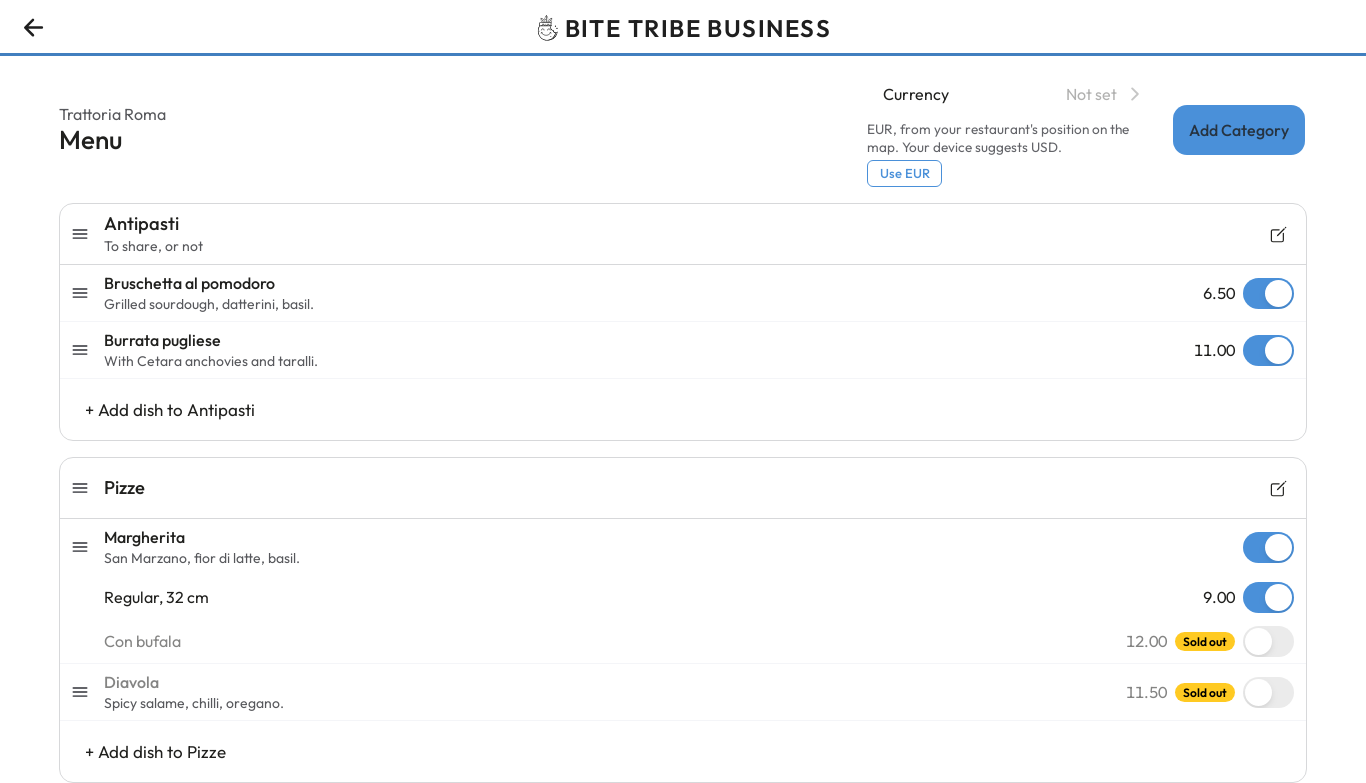 BITE TRIBE BUSINESS
Trattoria Roma
Menu
Currency
Not set
EUR, from your restaurant's position on the
map. Your device suggests USD.
Use EUR
Add Category
Antipasti
To share, or not
Bruschetta al pomodoro
Grilled sourdough, datterini, basil.
6.50
Burrata pugliese
With Cetara anchovies and taralli.
11.00
+ Add dish to Antipasti
Pizze
Margherita
San Marzano, fior di latte, basil.
Regular, 32 cm
9.00
Con bufala
12.00
Sold out
Diavola
Spicy salame, chilli, oregano.
11.50
Sold out
+ Add dish to Pizze